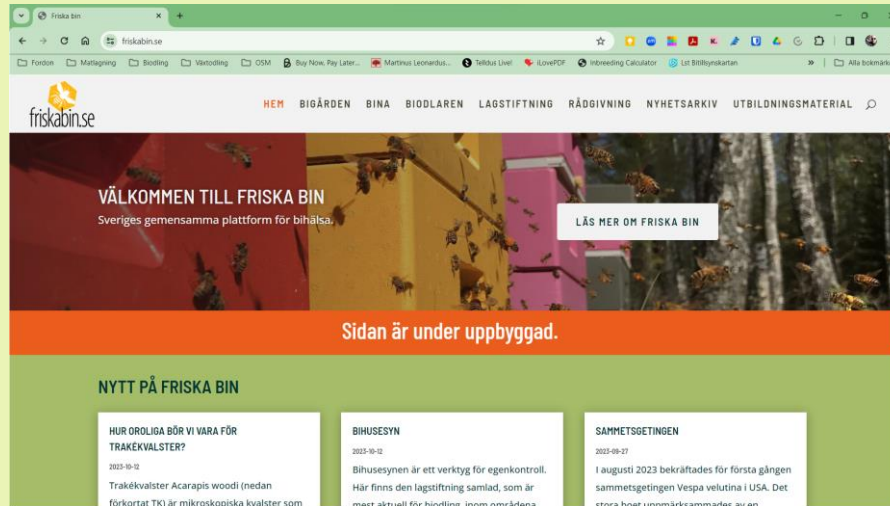 Friska bin
friskabin.se
Fordon Matlagning Biodling Växtodling OSM Buy Now, Pay Later... Martinus Leonardus... Telldus Live! iLovePDF Inbreeding Calculator Lst Bitillsynskartan » Alla bokmärken
friskabin.se
HEM BIGÅRDEN BINA BIODLAREN LAGSTIFTNING RÅDGIVNING NYHETSARKIV UTBILDNINGSMATERIAL
VÄLKOMMEN TILL FRISKA BIN
Sveriges gemensamma plattform för bihälsa.
LÄS MER OM FRISKA BIN
Sidan är under uppbyggad.
NYTT PÅ FRISKA BIN
HUR OROLIGA BÖR VI VARA FÖR
TRAKÉKVALSTER?
2023-10-12
Trakékvalster Acarapis woodi (nedan
förkortat TK) är mikroskopiska kvalster som
BIHUSESYN
2023-10-12
Bihusesynen är ett verktyg för egenkontroll.
Här finns den lagstiftning samlad, som är
mest aktuell för biodling, inom områdena
SAMMETSGETINGEN
2023-09-27
I augusti 2023 bekräftades för första gången
sammetsgetingen Vespa velutina i USA. Det
stora boet uppmärksammades av en